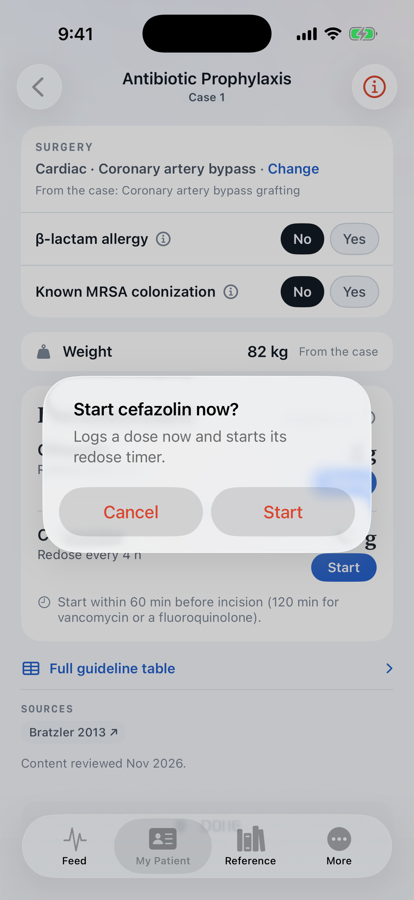 9:41
Antibiotic Prophylaxis
Case 1
SURGERY
Cardiac · Coronary artery bypass · Change
From the case: Coronary artery bypass grafting
β-lactam allergy No Yes
Known MRSA colonization No Yes
Weight 82 kg From the case
Start cefazolin now?
Logs a dose now and starts its
redose timer.
Cancel Start
g
Redose every 4 h
Start
Start within 60 min before incision (120 min for
vancomycin or a fluoroquinolone).
Full guideline table
SOURCES
Bratzler 2013 ↗
Content reviewed Nov 2026.
Feed My Patient Reference More